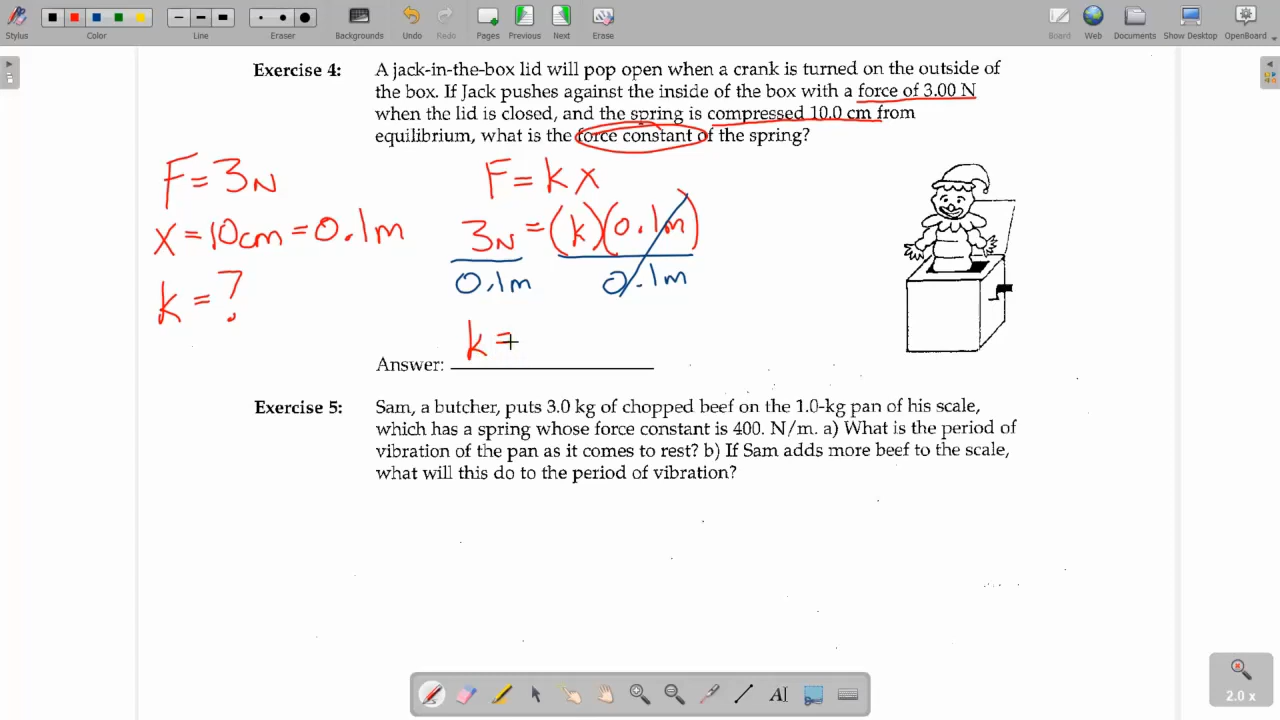 Stylus
Color
Line
Eraser
Backgrounds
Undo
Redo
Pages
Previous
Next
Erase
Board
Web
Documents
Show Desktop
OpenBoard
Exercise 4: A jack-in-the-box lid will pop open when a crank is turned on the outside of
the box. If Jack pushes against the inside of the box with a force of 3.00 N
when the lid is closed, and the spring is compressed 10.0 cm from
equilibrium, what is the force constant of the spring?
F = 3N
x = 10cm = 0.1m
k = ?
F = k x
3N = (k)(0.1m)
0.1m 0.1m
k =
Answer:
Exercise 5: Sam, a butcher, puts 3.0 kg of chopped beef on the 1.0-kg pan of his scale,
which has a spring whose force constant is 400. N/m. a) What is the period of
vibration of the pan as it comes to rest? b) If Sam adds more beef to the scale,
what will this do to the period of vibration?
AI
2.0 x